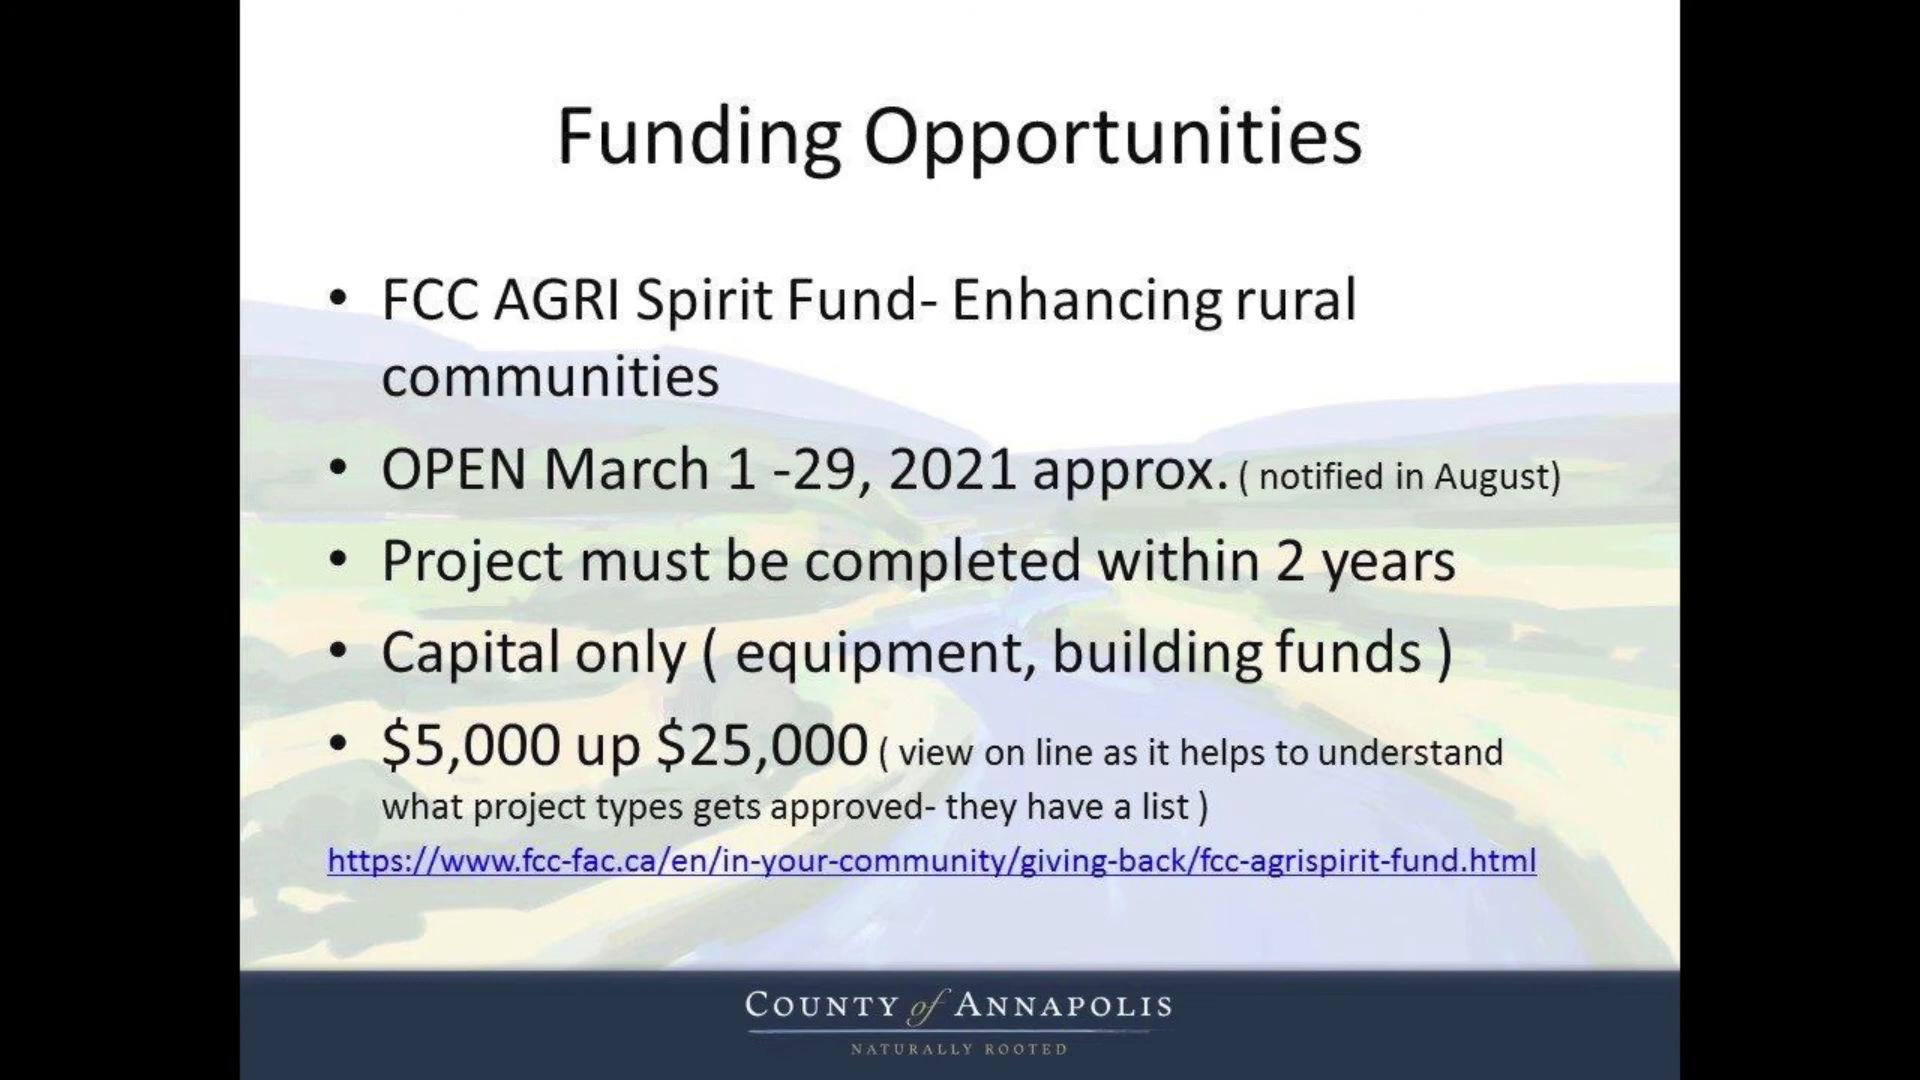 Funding Opportunities
• FCC AGRI Spirit Fund- Enhancing rural
communities
• OPEN March 1 -29, 2021 approx. ( notified in August)
• Project must be completed within 2 years
• Capital only ( equipment, building funds )
• $5,000 up $25,000 ( view on line as it helps to understand
what project types gets approved- they have a list )
https://www.fcc-fac.ca/en/in-your-community/giving-back/fcc-agrispirit-fund.html
COUNTY of ANNAPOLIS
NATURALLY ROOTED